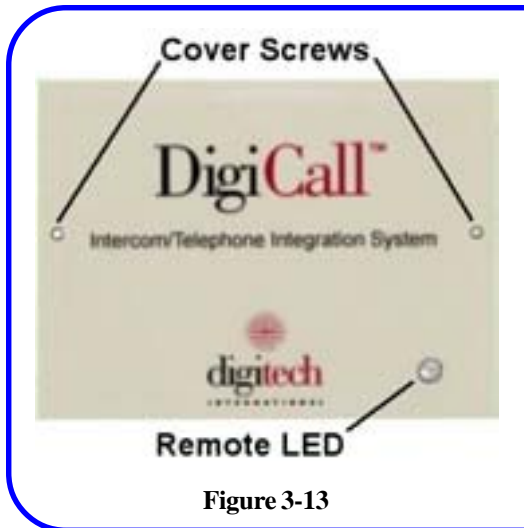 Cover Screws
DigiCall™
Intercom/Telephone Integration System
digitech
INTERNATIONAL
Remote LED
Figure 3-13